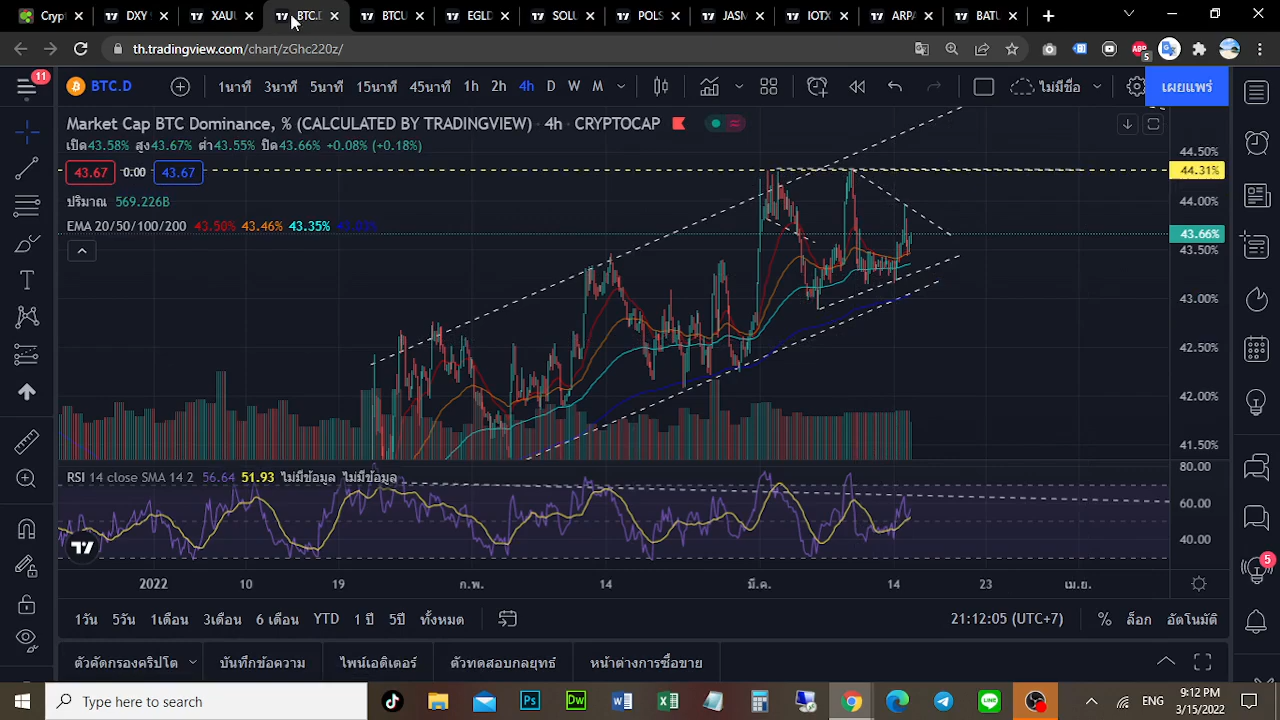 Cryp
DXY
XAU
BTC.D
BTCU
EGLD
SOLU
POLS
JASM
IOTX
ARPA
BATU
th.tradingview.com/chart/zGhc220z/
ABP
5
11
BTC.D
1นาที 3นาที 5นาที 15นาที 45นาที 1h 2h 4h D W M
ไม่มีชื่อ
เผยแพร่
Market Cap BTC Dominance, % (CALCULATED BY TRADINGVIEW) 4h CRYPTOCAP
เปิด43.58% สูง43.67% ต่ำ43.55% ปิด43.66% +0.08% (+0.18%)
43.67 0.00 43.67
ปริมาณ 569.226B
EMA 20/50/100/200 43.50% 43.46% 43.35%
44.50%
44.31%
44.00%
43.66%
43.50%
43.00%
42.50%
42.00%
41.50%
RSI 14 close SMA 14 2 56.64 51.93 ไม่มีข้อมูล ไม่มีข้อมูล
80.00
60.00
40.00
5
2022 10 19 ก.พ. 14 มี.ค. 14 23 เม.ย.
1วัน 5วัน 1เดือน 3เดือน 6 เดือน YTD 1 ปี 5ปี ทั้งหมด
21:12:05 (UTC+7) % ล็อก อัตโนมัติ
ตัวคัดกรองคริปโต บันทึกข้อความ ไพน์เอดิเตอร์ ตัวทดสอบกลยุทธ์ หน้าต่างการซื้อขาย
Type here to search
Ps
Dw
ENG
9:12 PM
3/15/2022